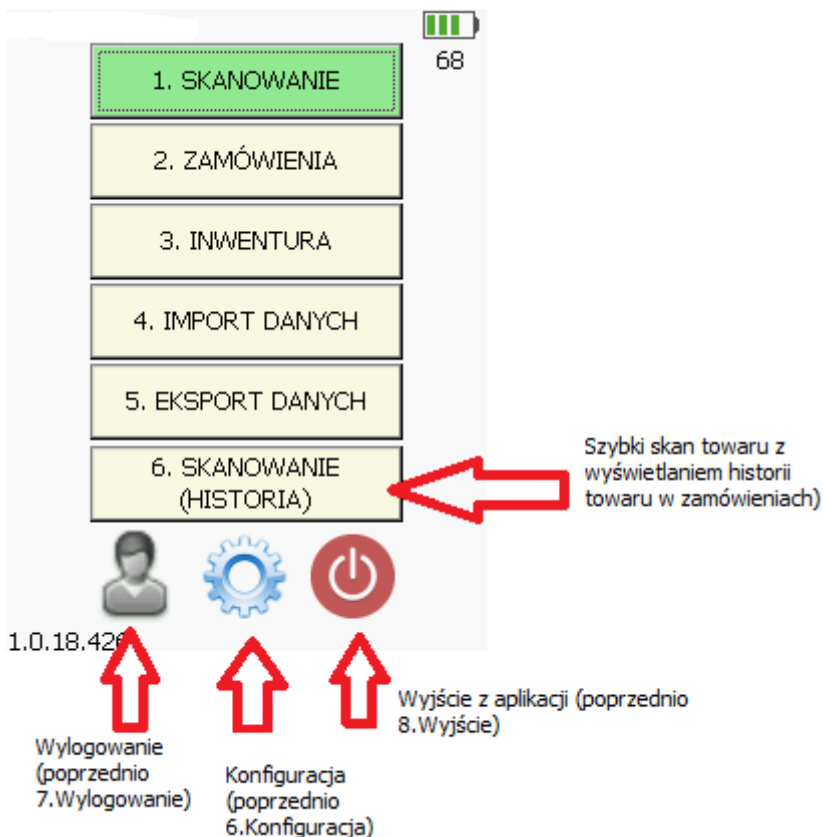 68
1. SKANOWANIE
2. ZAMÓWIENIA
3. INWENTURA
4. IMPORT DANYCH
5. EKSPORT DANYCH
6. SKANOWANIE
(HISTORIA)
Szybki skan towaru z
wyświetlaniem historii
towaru w zamówieniach)
1.0.18.426
Wyjście z aplikacji (poprzednio
8.Wyjście)
Wylogowanie
(poprzednio
7.Wylogowanie)
Konfiguracja
(poprzednio
6.Konfiguracja)